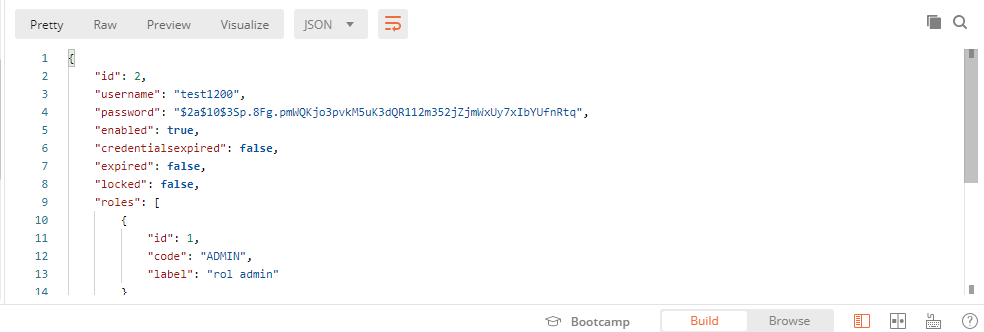 Pretty Raw Preview Visualize JSON
1 {
2 "id": 2,
3 "username": "test1200",
4 "password": "$2a$10$3Sp.8Fg.pmWQKjo3pvkM5uK3dQR112m352jZjmWxUy7xIbYUfnRtq",
5 "enabled": true,
6 "credentialsexpired": false,
7 "expired": false,
8 "locked": false,
9 "roles": [
10 {
11 "id": 1,
12 "code": "ADMIN",
13 "label": "rol admin"
14 }
Bootcamp Build Browse ?